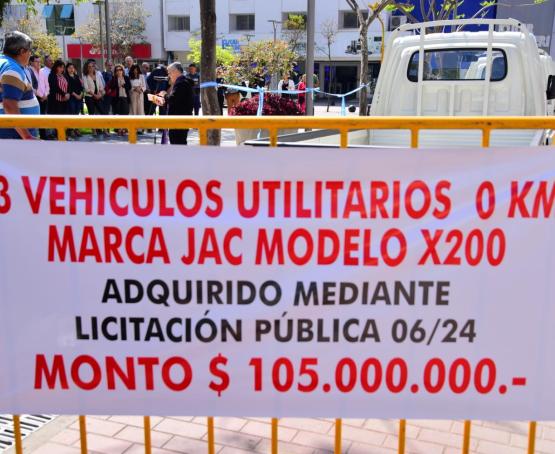 3 VEHICULOS UTILITARIOS 0 KM
MARCA JAC MODELO X200
ADQUIRIDO MEDIANTE
LICITACIÓN PÚBLICA 06/24
MONTO $ 105.000.000.-